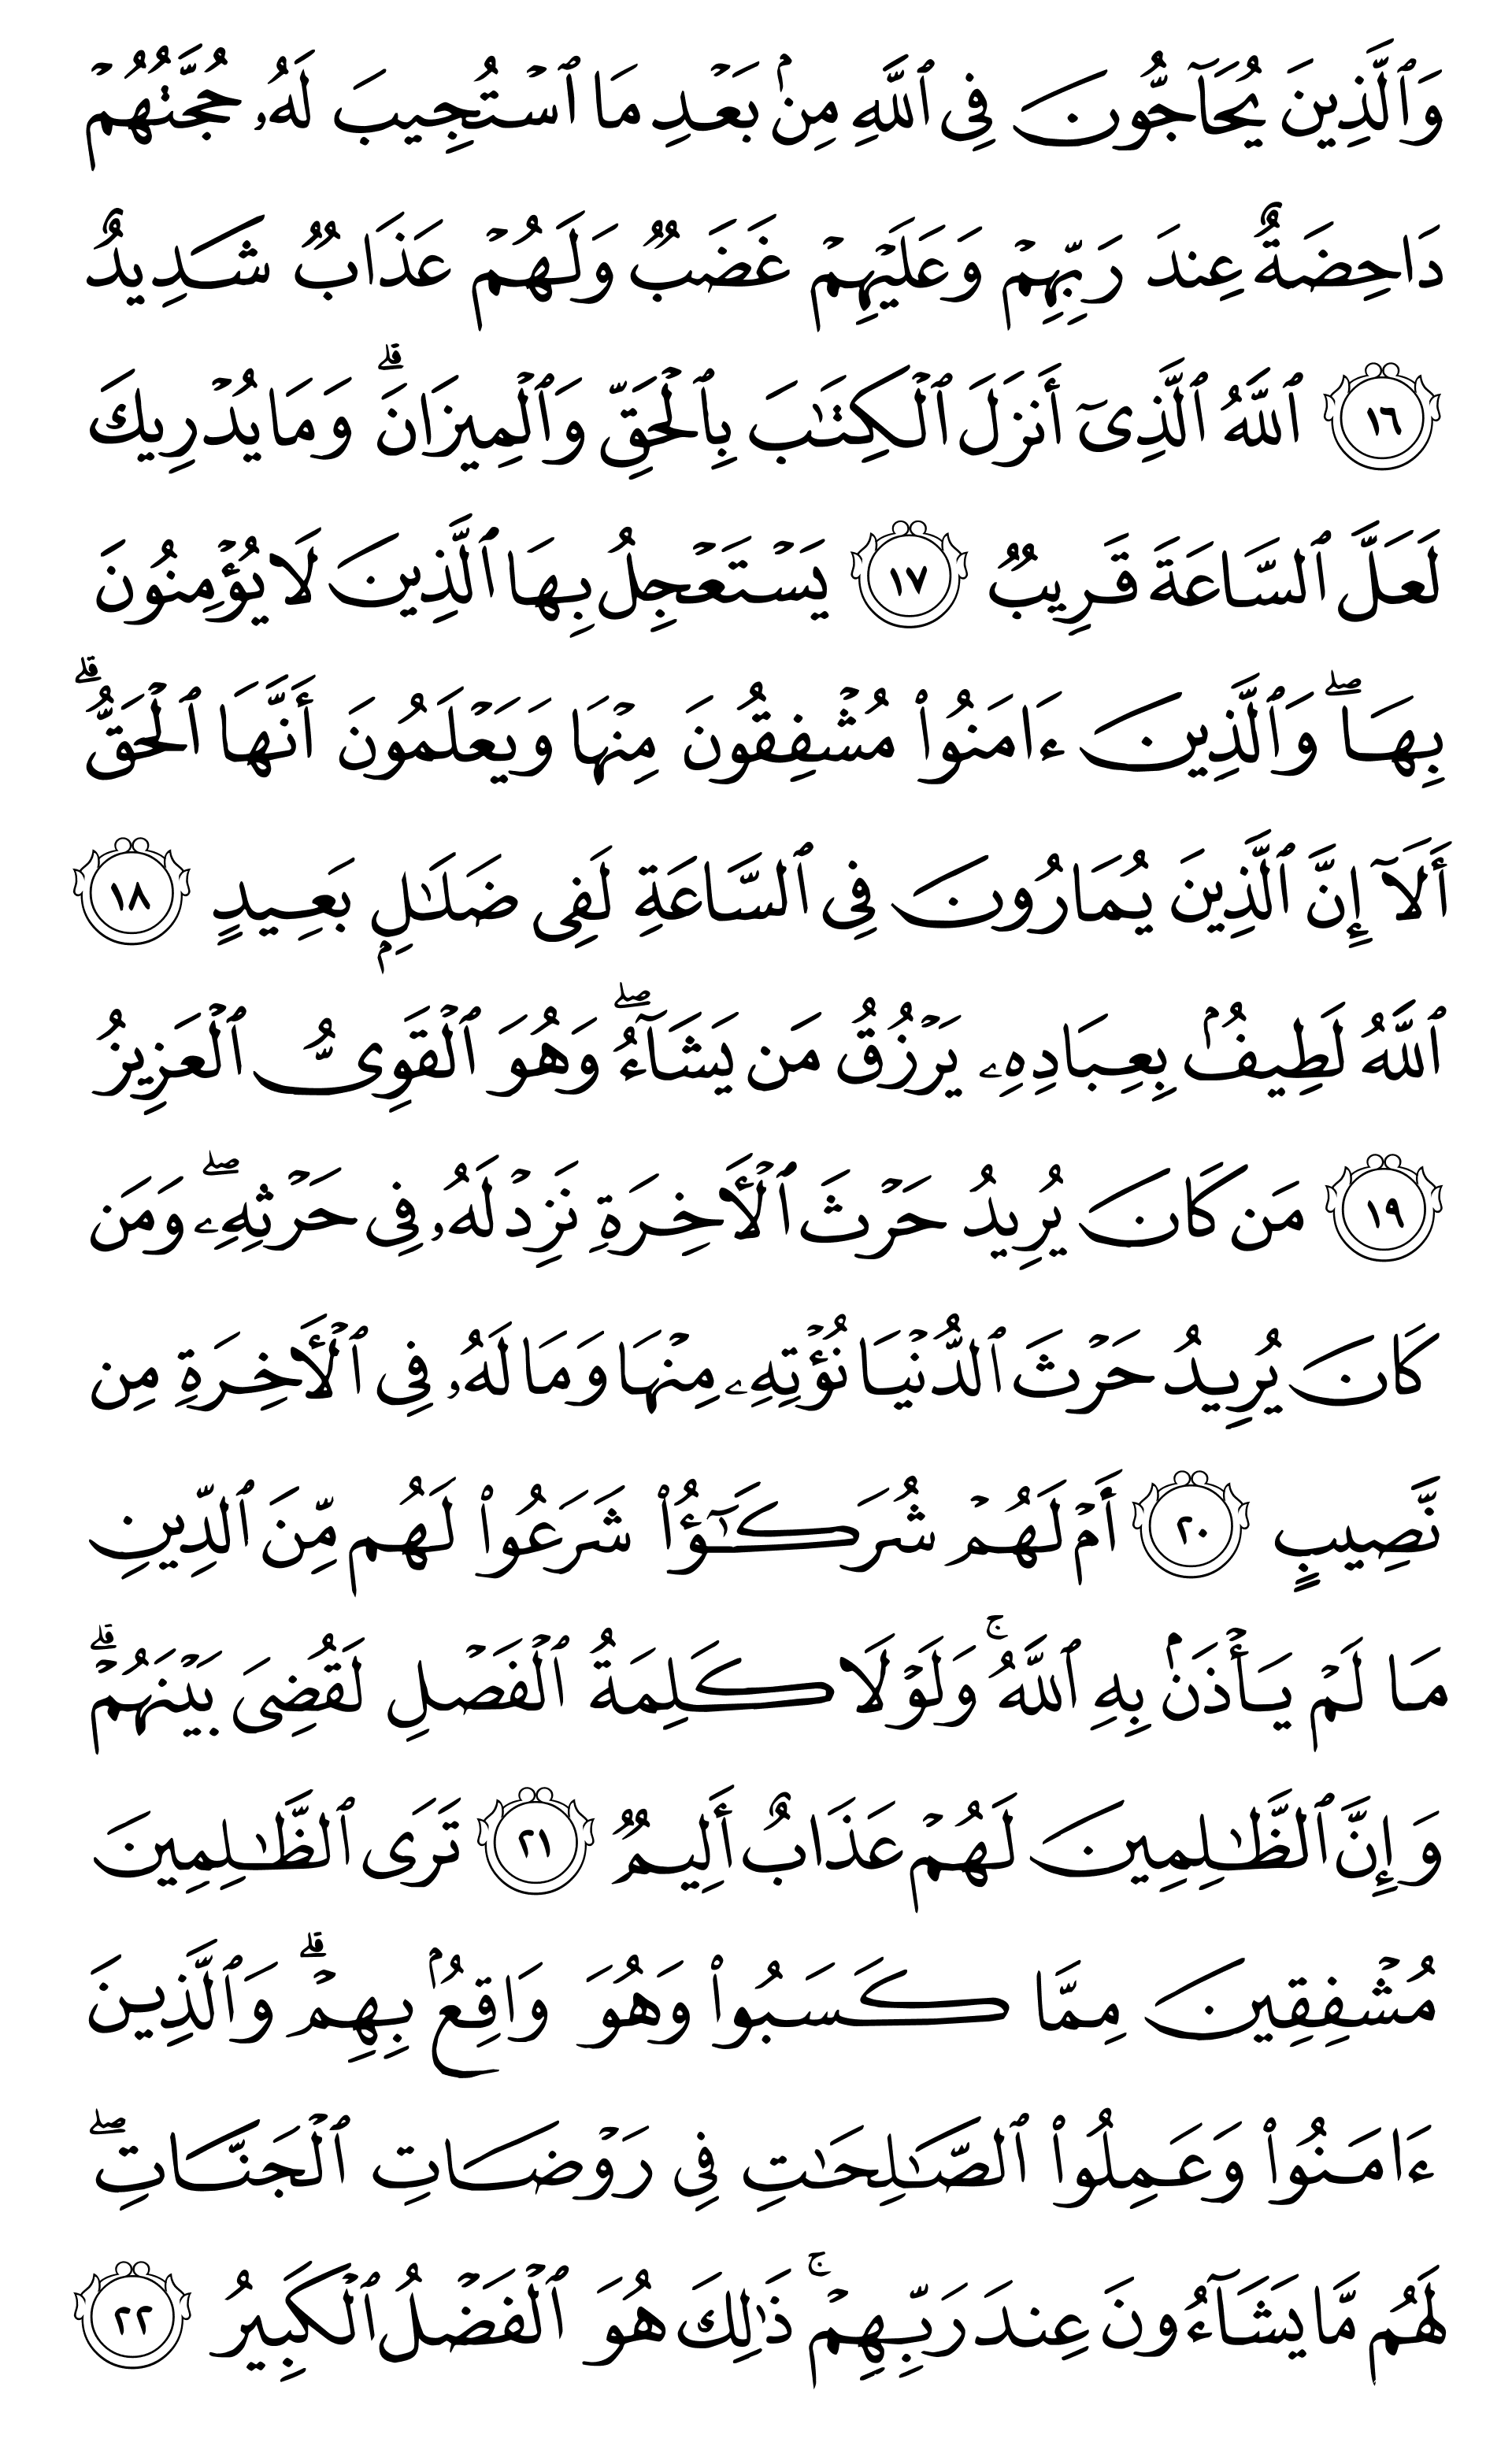 وَٱلَّذِينَ يُحَآجُّونَ فِى ٱللَّهِ مِنۢ بَعْدِ مَا ٱسْتُجِيبَ لَهُۥ حُجَّتُهُمْ
دَاحِضَةٌ عِندَ رَبِّهِمْ وَعَلَيْهِمْ غَضَبٌ وَلَهُمْ عَذَابٌ شَدِيدٌ
١٦ ٱللَّهُ ٱلَّذِىٓ أَنزَلَ ٱلْكِتَٰبَ بِٱلْحَقِّ وَٱلْمِيزَانَ ۗ وَمَا يُدْرِيكَ
لَعَلَّ ٱلسَّاعَةَ قَرِيبٌ ١٧ يَسْتَعْجِلُ بِهَا ٱلَّذِينَ لَا يُؤْمِنُونَ
بِهَا ۖ وَٱلَّذِينَ ءَامَنُوا۟ مُشْفِقُونَ مِنْهَا وَيَعْلَمُونَ أَنَّهَا ٱلْحَقُّ ۗ
أَلَآ إِنَّ ٱلَّذِينَ يُمَارُونَ فِى ٱلسَّاعَةِ لَفِى ضَلَٰلٍۭ بَعِيدٍ ١٨
ٱللَّهُ لَطِيفٌۢ بِعِبَادِهِۦ يَرْزُقُ مَن يَشَآءُ ۖ وَهُوَ ٱلْقَوِىُّ ٱلْعَزِيزُ
١٩ مَن كَانَ يُرِيدُ حَرْثَ ٱلْأَخِرَةِ نَزِدْ لَهُۥ فِى حَرْثِهِۦ ۖ وَمَن
كَانَ يُرِيدُ حَرْثَ ٱلدُّنْيَا نُؤْتِهِۦ مِنْهَا وَمَا لَهُۥ فِى ٱلْأَخِرَةِ مِن
نَّصِيبٍ ٢٠ أَمْ لَهُمْ شُرَكَٰٓؤُا۟ شَرَعُوا۟ لَهُم مِّنَ ٱلدِّينِ
مَا لَمْ يَأْذَنۢ بِهِ ٱللَّهُ ۚ وَلَوْلَا كَلِمَةُ ٱلْفَصْلِ لَقُضِىَ بَيْنَهُمْ ۗ
وَإِنَّ ٱلظَّٰلِمِينَ لَهُمْ عَذَابٌ أَلِيمٌ ٢١ تَرَى ٱلظَّٰلِمِينَ
مُشْفِقِينَ مِمَّا كَسَبُوا۟ وَهُوَ وَاقِعٌۢ بِهِمْ ۗ وَٱلَّذِينَ
ءَامَنُوا۟ وَعَمِلُوا۟ ٱلصَّٰلِحَٰتِ فِى رَوْضَاتِ ٱلْجَنَّاتِ ۖ
لَهُم مَّا يَشَآءُونَ عِندَ رَبِّهِمْ ۚ ذَٰلِكَ هُوَ ٱلْفَضْلُ ٱلْكَبِيرُ ٢٢